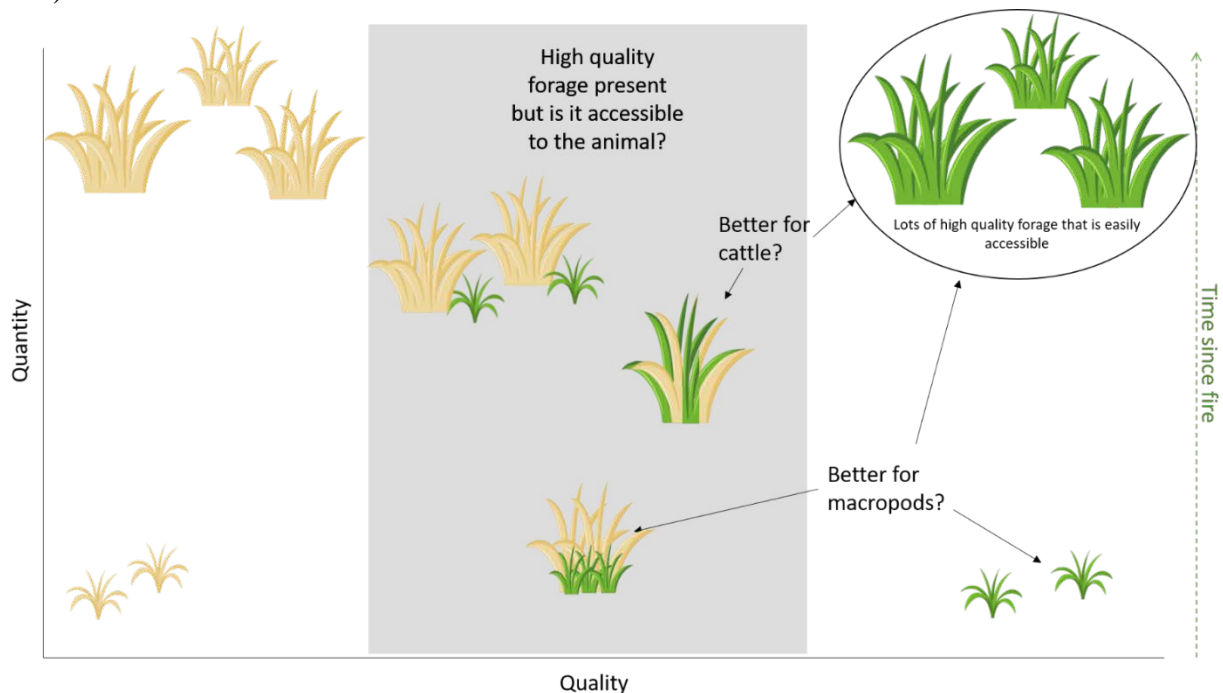 )
High quality
forage present
but is it accessible
to the animal?
Better for
cattle?
Lots of high quality forage that is easily
accessible
Quantity
Time since fire
Better for
macropods?
Quality